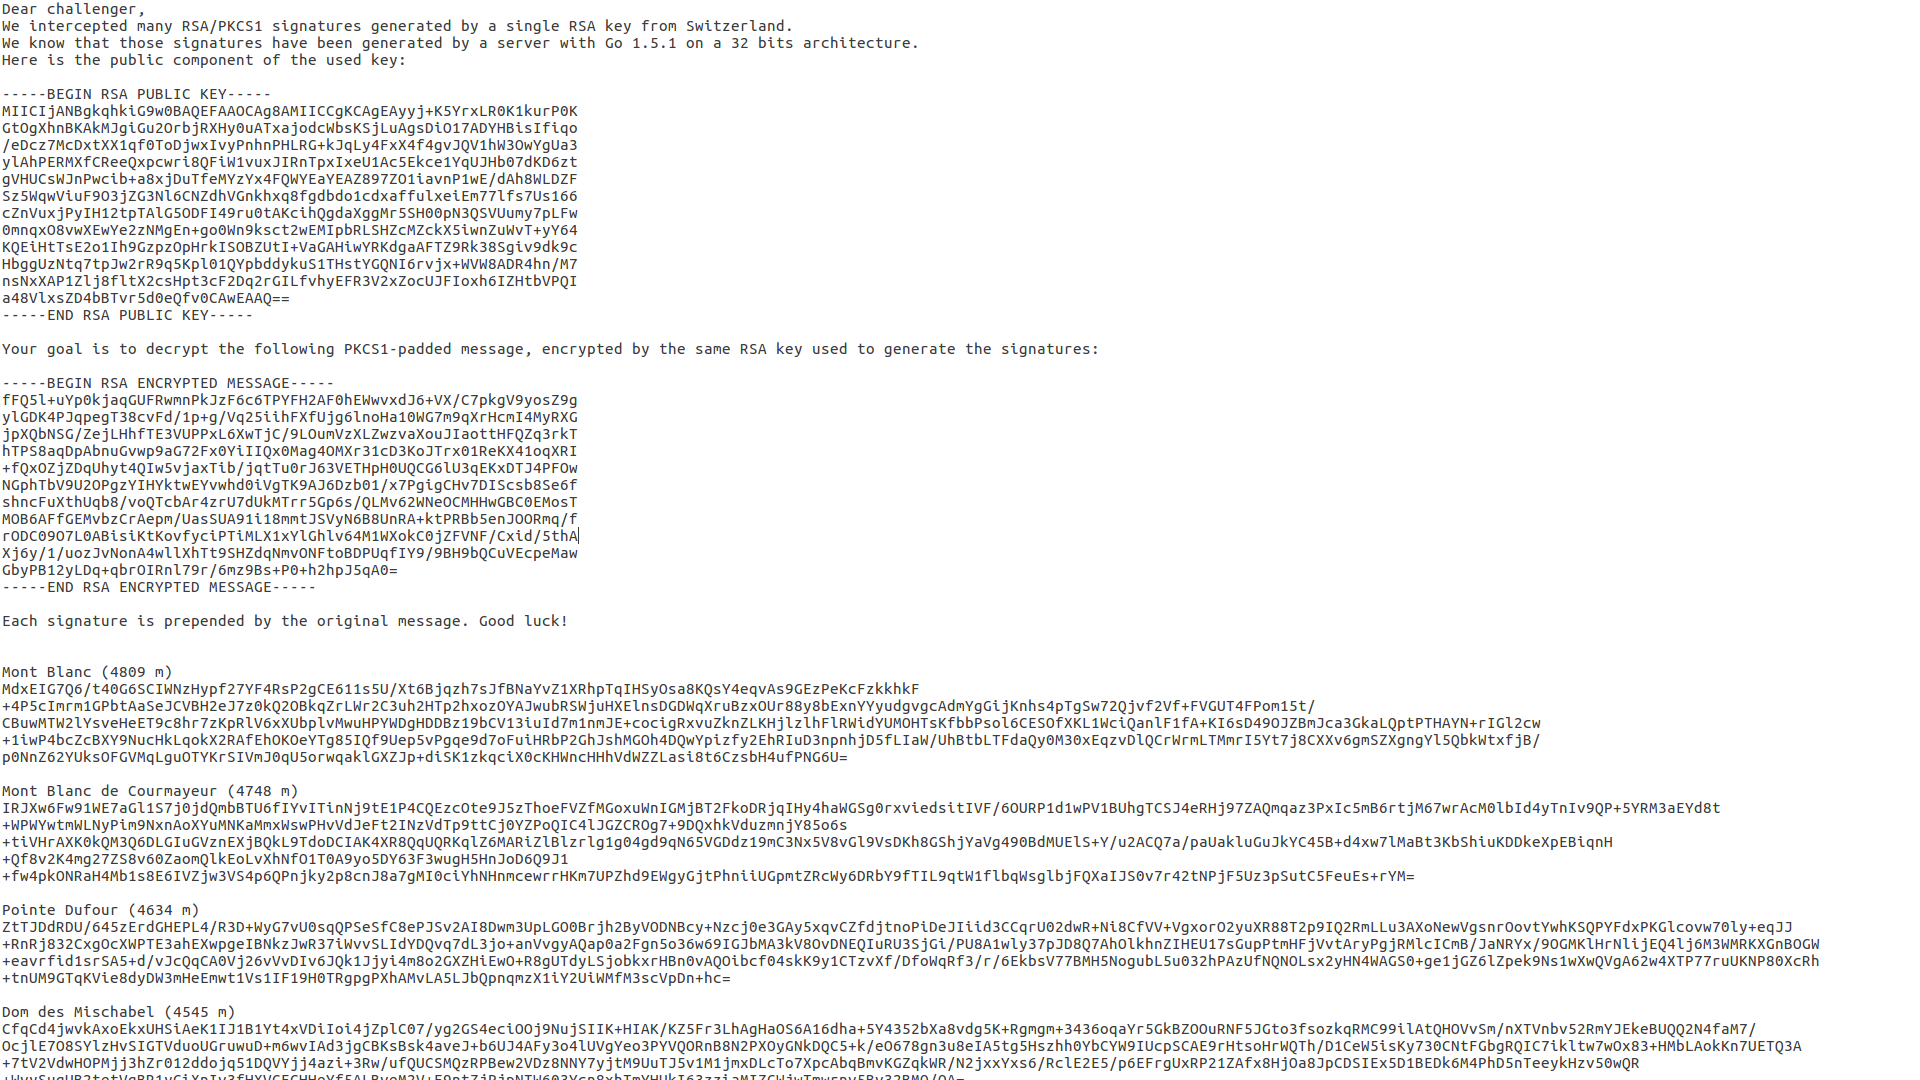 Dear challenger,
We intercepted many RSA/PKCS1 signatures generated by a single RSA key from Switzerland.
We know that those signatures have been generated by a server with Go 1.5.1 on a 32 bits architecture.
Here is the public component of the used key:
-----BEGIN RSA PUBLIC KEY-----
MIICIjANBgkqhkiG9w0BAQEFAAOCAg8AMIICCgKCAgEAyyj+K5YrxLR0K1kurP0K
GtOgXhnBKAkMJgiGu2OrbjRXHy0uATxajodcWbsKSjLuAgsDiO17ADYHBisIfiqo
/eDcz7McDxtXX1qf0ToDjwxIvyPnhnPHLRG+kJqLy4FxX4f4gvJQV1hW3OwYgUa3
ylAhPERMXfCReeQxpcwri8QFiW1vuxJIRnTpxIxeU1Ac5Ekce1YqUJHb07dKD6zt
gVHUCsWJnPwcib+a8xjDuTfeMYzYx4FQWYEaYEAZ897ZO1iavnP1wE/dAh8WLDZF
Sz5WqwViuF9O3jZG3Nl6CNZdhVGnkhxq8fgdbdo1cdxaffulxeiEm77lfs7Us166
cZnVuxjPyIH12tpTAlG5ODFI49ru0tAKcihQgdaXggMr5SH00pN3QSVUumy7pLFw
0mnqxO8vwXEwYe2zNMgEn+go0Wn9ksct2wEMIpbRLSHZcMZckX5iwnZuWvT+yY64
KQEiHtTsE2o1Ih9GzpzOpHrkISOBZUtI+VaGAHiwYRKdgaAFTZ9Rk38Sgiv9dk9c
HbggUzNtq7tpJw2rR9q5Kpl01QYpbddykuS1THstYGQNI6rvjx+WVW8ADR4hn/M7
nsNxXAP1Zlj8fltX2csHpt3cF2Dq2rGILfvhyEFR3V2xZocUJFIoxh6IZHtbVPQI
a48VlxsZD4bBTvr5d0eQfv0CAwEAAQ==
-----END RSA PUBLIC KEY-----
Your goal is to decrypt the following PKCS1-padded message, encrypted by the same RSA key used to generate the signatures:
-----BEGIN RSA ENCRYPTED MESSAGE-----
fFQ5l+uYp0kjaqGUFRwmnPkJzF6c6TPYFH2AF0hEWwvxdJ6+VX/C7pkgV9yosZ9g
ylGDK4PJqpegT38cvFd/1p+g/Vq25iihFXfUjg6lnoHa10WG7m9qXrHcmI4MyRXG
jpXQbNSG/ZejLHhfTE3VUPPxL6XwTjC/9LOumVzXLZwzvaXouJIaottHFQZq3rkT
hTPS8aqDpAbnuGvwp9aG72Fx0YiIIQx0Mag4OMXr31cD3KoJTrx01ReKX41oqXRI
+fQxOZjZDqUhyt4QIw5vjaxTib/jqtTu0rJ63VETHpH0UQCG6lU3qEKxDTJ4PFOw
NGphTbV9U2OPgzYIHYktwEYvwhd0iVgTK9AJ6Dzb01/x7PgigCHv7DIScsb8Se6f
shncFuXthUqb8/voQTcbAr4zrU7dUkMTrr5Gp6s/QLMv62WNeOCMHHwGBC0EMosT
MOB6AFfGEMvbzCrAepm/UasSUA91i18mmtJSVyN6B8UnRA+ktPRBb5enJOORmq/f
rODC09O7L0ABisiKtKovfyciPTiMLX1xYlGhlv64M1WXokC0jZFVNF/Cxid/5thA
Xj6y/1/uozJvNonA4wllXhTt9SHZdqNmvONFtoBDPUqfIY9/9BH9bQCuVEcpeMaw
GbyPB12yLDq+qbrOIRnl79r/6mz9Bs+P0+h2hpJ5qA0=
-----END RSA ENCRYPTED MESSAGE-----
Each signature is prepended by the original message. Good luck!
Mont Blanc (4809 m)
MdxEIG7Q6/t40G6SCIWNzHypf27YF4RsP2gCE611s5U/Xt6Bjqzh7sJfBNaYvZ1XRhpTqIHSyOsa8KQsY4eqvAs9GEzPeKcFzkkhkF
+4P5cImrm1GPbtAaSeJCVBH2eJ7z0kQ2OBkqZrLWr2C3uh2HTp2hxozOYAJwubRSWjuHXElnsDGDWqXruBzxOUr88y8bExnYYyudgvgcAdmYgGijKnhs4pTgSw72Qjvf2Vf+FVGUT4FPom15t/
CBuwMTW2lYsveHeET9c8hr7zKpRlV6xXUbplvMwuHPYWDgHDDBz19bCV13iuId7m1nmJE+cocigRxvuZknZLKHjlzlhFlRWidYUMOHTsKfbbPsol6CESOfXKL1WciQanlF1fA+KI6sD49OJZBmJca3GkaLQptPTHAYN+rIGl2cw
+1iwP4bcZcBXY9NucHkLqokX2RAfEhOKOeYTg85IQf9Uep5vPgqe9d7oFuiHRbP2GhJshMGOh4DQwYpizfy2EhRIuD3npnhjD5fLIaW/UhBtbLTFdaQy0M30xEqzvDlQCrWrmLTMmrI5Yt7j8CXXv6gmSZXgngYl5QbkWtxfjB/
p0NnZ62YUksOFGVMqLguOTYKrSIVmJ0qU5orwqaklGXZJp+diSK1zkqciX0cKHWncHHhVdWZZLasi8t6CzsbH4ufPNG6U=
Mont Blanc de Courmayeur (4748 m)
IRJXw6Fw91WE7aGl1S7j0jdQmbBTU6fIYvITinNj9tE1P4CQEzcOte9J5zThoeFVZfMGoxuWnIGMjBT2FkoDRjqIHy4haWGSg0rxviedsitIVF/6OURP1d1wPV1BUhgTCSJ4eRHj97ZAQmqaz3PxIc5mB6rtjM67wrAcM0lbId4yTnIv9QP+5YRM3aEYd8t
+WPWYwtmWLNyPim9NxnAoXYuMNKaMmxWswPHvVdJeFt2INzVdTp9ttCj0YZPoQIC4lJGZCROg7+9DQxhkVduzmnjY85o6s
+tiVHrAXK0kQM3Q6DLGIuGVznEXjBQkL9TdoDCIAK4XR8QqUQRKqlZ6MARiZlBlzrlg1g04gd9qN65VGDdz19mC3Nx5V8vGl9VsDKh8GShjYaVg490BdMUElS+Y/u2ACQ7a/paUakluGuJkYC45B+d4xw7lMaBt3KbShiuKDDkeXpEBiqnH
+Qf8v2K4mg27ZS8v60ZaomQlkEoLvXhNfO1T0A9yo5DY63F3wugH5HnJoD6Q9J1
+fw4pkONRaH4Mb1s8E6IVZjw3VS4p6QPnjky2p8cnJ8a7gMI0ciYhNHnmcewrrHKm7UPZhd9EWgyGjtPhniiUGpmtZRcWy6DRbY9fTIL9qtW1flbqWsglbjFQXaIJS0v7r42tNPjF5Uz3pSutC5FeuEs+rYM=
Pointe Dufour (4634 m)
ZtTJDdRDU/645zErdGHEPL4/R3D+WyG7vU0sqQPSeSfC8ePJSv2AI8Dwm3UpLGO0Brjh2ByVODNBcy+Nzcj0e3GAy5xqvCZfdjtnoPiDeJIiid3CCqrU02dwR+Ni8CfVV+VgxorO2yuXR88T2p9IQ2RmLLu3AXoNewVgsnrOovtYwhKSQPYFdxPKGlcovw70ly+eqJJ
+RnRj832CxgOcXWPTE3ahEXwpgeIBNkzJwR37iWvvSLIdYDQvq7dL3jo+anVvgyAQap0a2Fgn5o36w69IGJbMA3kV8OvDNEQIuRU3SjGi/PU8A1wly37pJD8Q7AhOlkhnZIHEU17sGupPtmHFjVvtAryPgjRMlcICmB/JaNRYx/9OGMKlHrNlijEQ4lj6M3WMRKXGnBOGW
+eavrfid1srSA5+d/vJcQqCA0Vj26vVvDIv6JQk1Jjyi4m8o2GXZHiEwO+R8gUTdyLSjobkxrHBn0vAQOibcf04skK9y1CTzvXf/DfoWqRf3/r/6EkbsV77BMH5NogubL5u032hPAzUfNQNOLsx2yHN4WAGS0+ge1jGZ6lZpek9Ns1wXwQVgA62w4XTP77ruUKNP80XcRh
+tnUM9GTqKVie8dyDW3mHeEmwt1Vs1IF19H0TRgpgPXhAMvLA5LJbQpnqmzX1iY2UiWMfM3scVpDn+hc=
Dom des Mischabel (4545 m)
CfqCd4jwvkAxoEkxUHSiAeK1IJ1B1Yt4xVDiIoi4jZplC07/yg2GS4eciOOj9NujSIIK+HIAK/KZ5Fr3LhAgHaOS6A16dha+5Y4352bXa8vdg5K+Rgmgm+3436oqaYr5GkBZOOuRNF5JGto3fsozkqRMC99ilAtQHOVvSm/nXTVnbv52RmYJEkeBUQQ2N4faM7/
OcjlE7O8SYlzHvSIGTVduoUGruwuD+m6wvIAd3jgCBKsBsk4aveJ+b6UJ4AFy3o4lUVgYeo3PYVQORnB8N2PXOyGNkDQC5+k/eO678gn3u8eIA5tg5Hszhh0YbCYW9IUcpSCAE9rHtsoHrWQTh/D1CeW5isKy730CNtFGbgRQIC7ikltw7wOx83+HMbLAokKn7UETQ3A
+7tV2VdwHOPMjj3hZr012ddojq51DQVYjj4azi+3Rw/ufQUCSMQzRPBew2VDz8NNY7yjtM9UuTJ5v1M1jmxDLcTo7XpcAbqBmvKGZqkWR/N2jxxYxs6/RclE2E5/p6EFrgUxRP21ZAfx8HjOa8JpCDSIEx5D1BEDk6M4PhD5nTeeykHzv50wQR